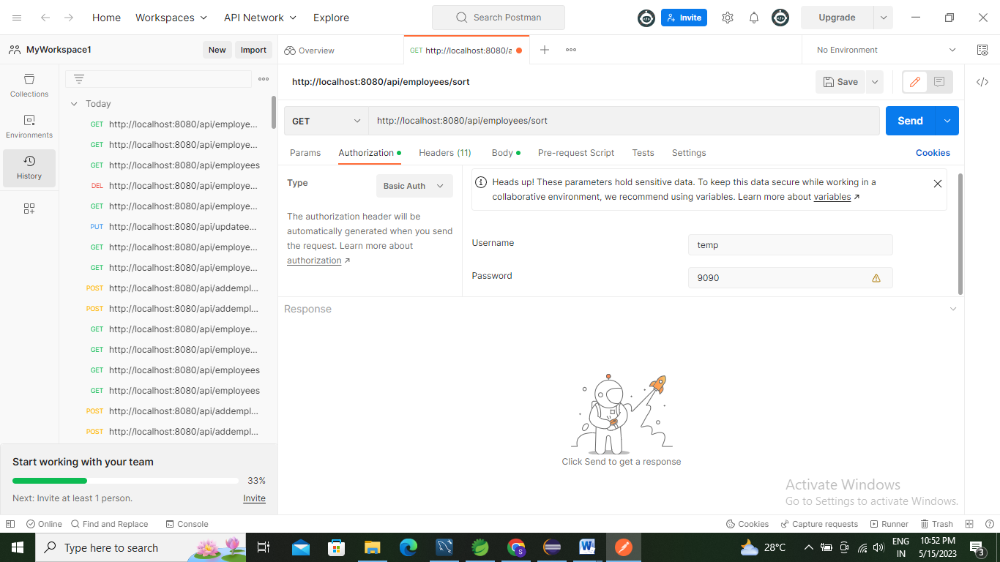 Home Workspaces API Network Explore Search Postman Invite Upgrade
MyWorkspace1 New Import Overview GET http://localhost:8080/a No Environment
http://localhost:8080/api/employees/sort Save
Collections
Environments
History
Today
GET http://localhost:8080/api/employe...
GET http://localhost:8080/api/employe...
GET http://localhost:8080/api/employees
DEL http://localhost:8080/api/employe...
GET http://localhost:8080/api/employe...
PUT http://localhost:8080/api/updatee...
GET http://localhost:8080/api/employe...
GET http://localhost:8080/api/employe...
POST http://localhost:8080/api/addempl...
POST http://localhost:8080/api/addempl...
GET http://localhost:8080/api/employe...
GET http://localhost:8080/api/employe...
GET http://localhost:8080/api/employees
GET http://localhost:8080/api/employees
POST http://localhost:8080/api/addempl...
POST http://localhost:8080/api/addempl...
Start working with your team
33%
Next: Invite at least 1 person. Invite
GET http://localhost:8080/api/employees/sort Send
Params Authorization Headers (11) Body Pre-request Script Tests Settings Cookies
Type Basic Auth
The authorization header will be
automatically generated when you send
the request. Learn more about
authorization
Heads up! These parameters hold sensitive data. To keep this data secure while working in a
collaborative environment, we recommend using variables. Learn more about variables
Username temp
Password 9090
Response
Click Send to get a response
Activate Windows
Go to Settings to activate Windows.
Online Find and Replace Console Cookies Capture requests Runner Trash
Type here to search 28°C ENG IN 10:52 PM 5/15/2023 3